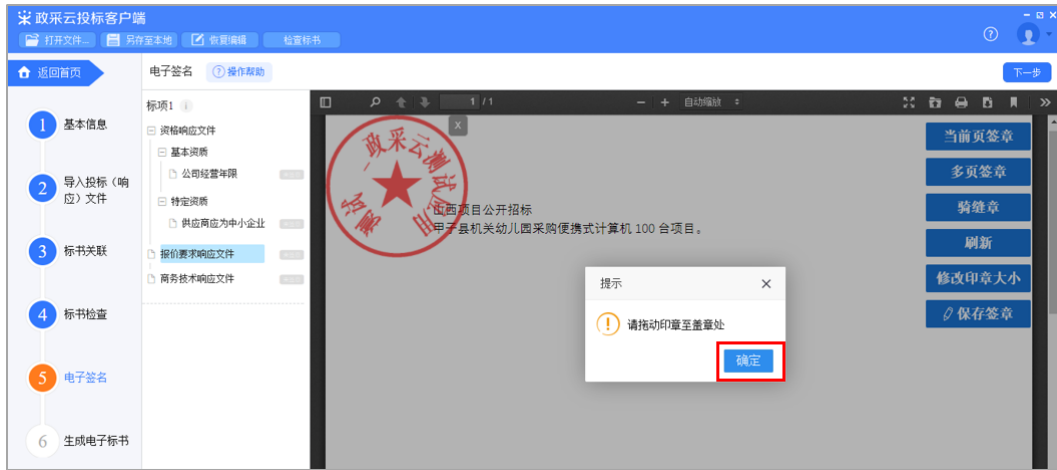 政采云投标客户端
打开文件... 另存至本地 恢复编辑 检查标书
返回首页 电子签名 操作帮助 下一步
1 基本信息
2 导入投标(响应)文件
3 标书关联
4 标书检查
5 电子签名
6 生成电子标书
标项1
资格响应文件
基本资质
公司经营年限
特定资质
供应商应为中小企业
报价要求响应文件
商务技术响应文件
1 / 1 自动缩放
X
政采云测试应用
测试
山西项目公开招标
甲子县机关幼儿园采购便携式计算机 100 台项目。
提示
请拖动印章至盖章处
确定
当前页签章
多页签章
骑缝章
刷新
修改印章大小
保存签章